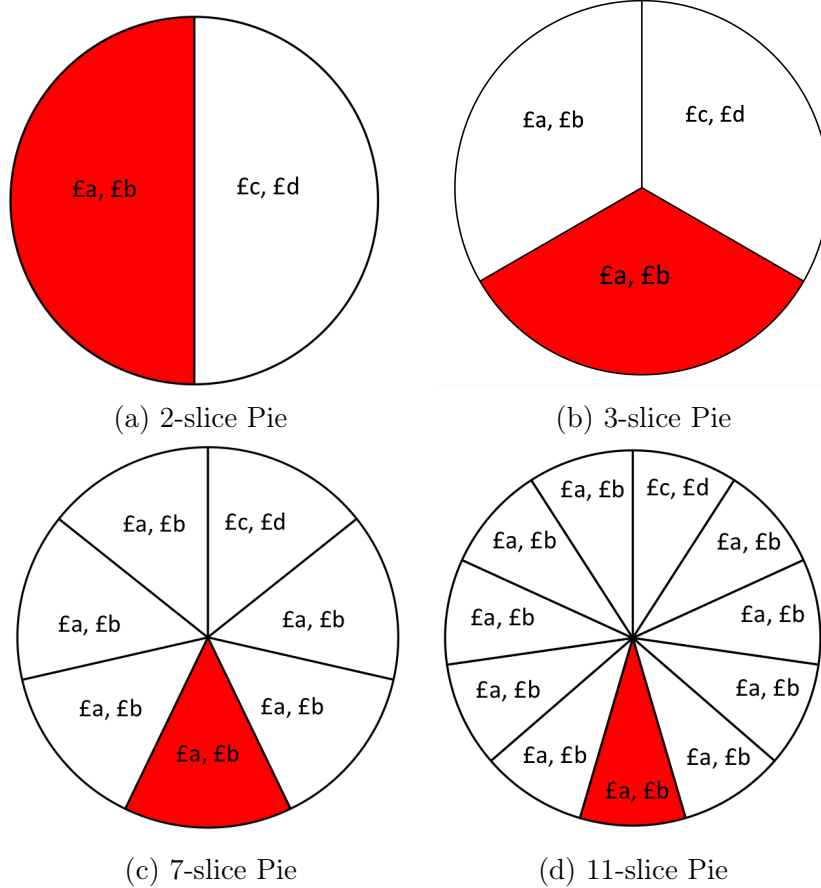 £a, £b
£c, £d
(a) 2-slice Pie
£a, £b
£c, £d
£a, £b
(b) 3-slice Pie
£a, £b
£c, £d
£a, £b
£a, £b
£a, £b
£a, £b
£a, £b
(c) 7-slice Pie
£a, £b
£c, £d
£a, £b
£a, £b
£a, £b
£a, £b
£a, £b
£a, £b
£a, £b
£a, £b
£a, £b
(d) 11-slice Pie